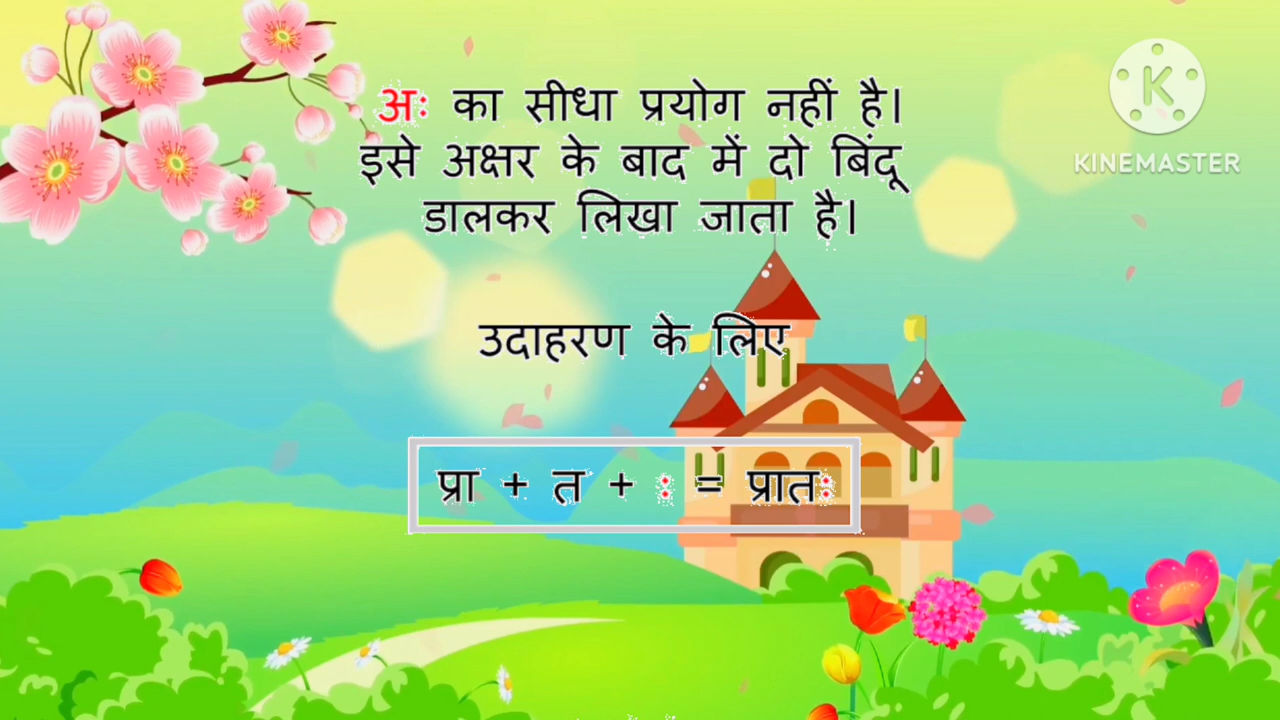 अः का सीधा प्रयोग नहीं है।
इसे अक्षर के बाद में दो बिंदू
डालकर लिखा जाता है।
उदाहरण के लिए
प्रा + त + : = प्रातः
K
KINEMASTER